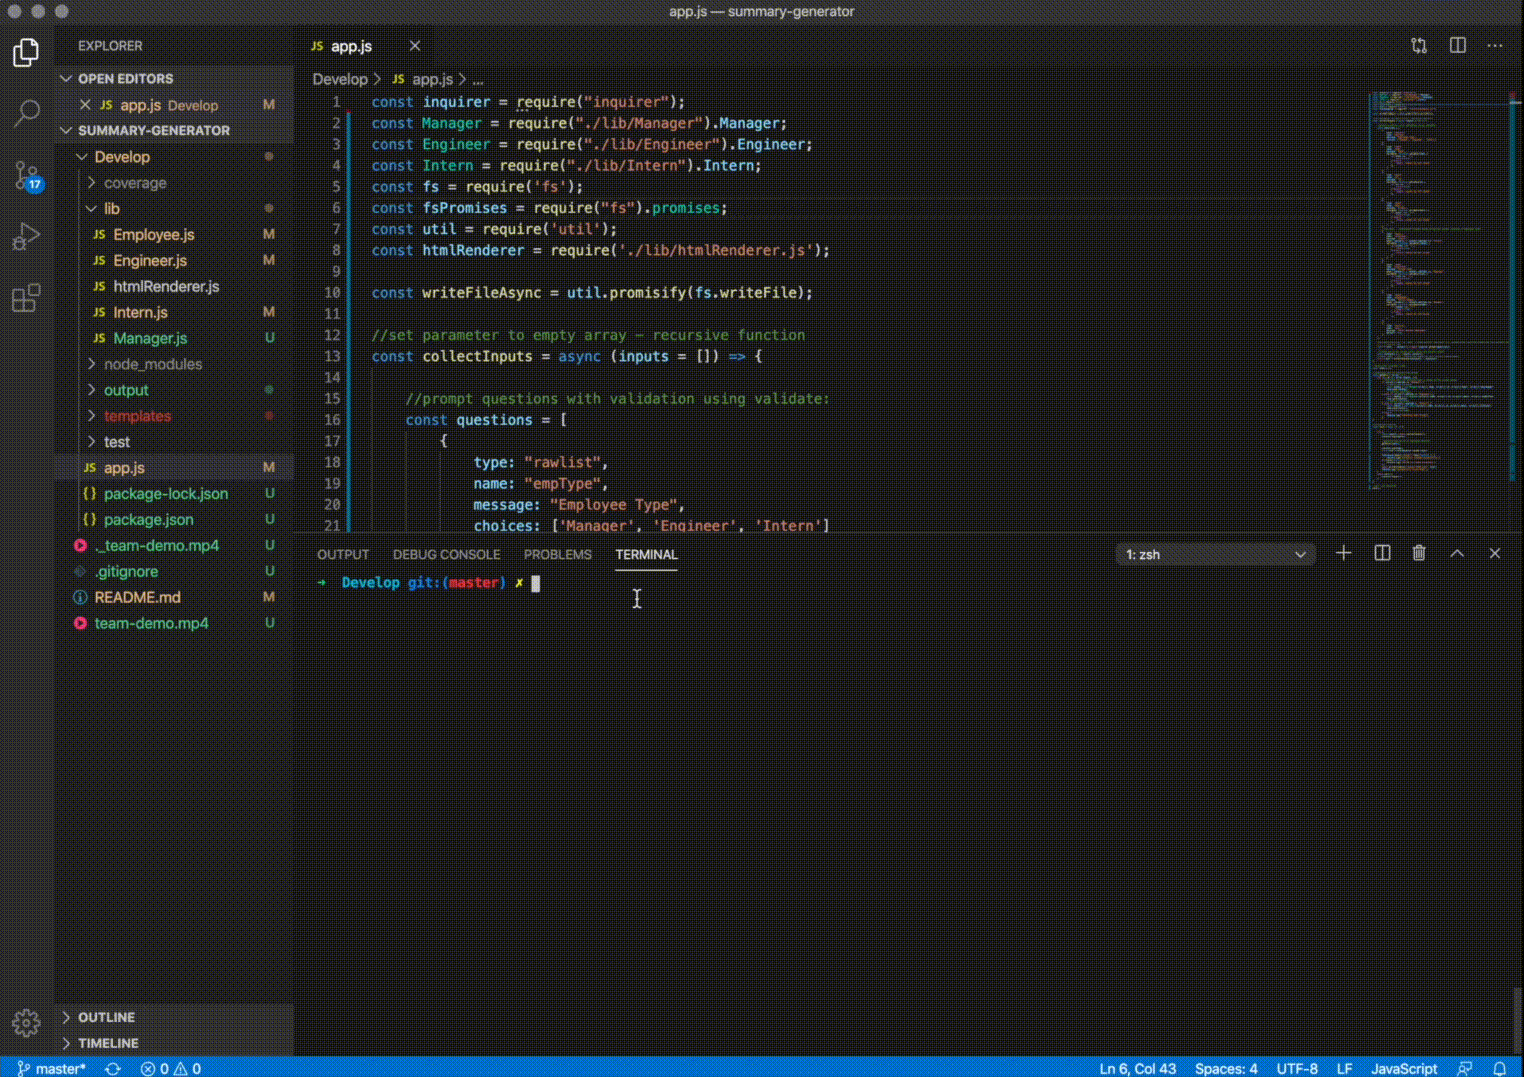 app.js — summary-generator
EXPLORER
OPEN EDITORS
JS app.js Develop M
SUMMARY-GENERATOR
Develop
coverage
lib
JS Employee.js M
JS Engineer.js M
JS htmlRenderer.js
JS Intern.js M
JS Manager.js U
node_modules
output
templates
test
JS app.js M
{} package-lock.json U
{} package.json U
._team-demo.mp4 U
.gitignore U
README.md M
team-demo.mp4 U
17
OUTLINE
TIMELINE
JS app.js
Develop > JS app.js > ...
1 const inquirer = require("inquirer");
2 const Manager = require("./lib/Manager").Manager;
3 const Engineer = require("./lib/Engineer").Engineer;
4 const Intern = require("./lib/Intern").Intern;
5 const fs = require('fs');
6 const fsPromises = require("fs").promises;
7 const util = require('util');
8 const htmlRenderer = require('./lib/htmlRenderer.js');
9
10 const writeFileAsync = util.promisify(fs.writeFile);
11
12 //set parameter to empty array – recursive function
13 const collectInputs = async (inputs = []) => {
14
15 //prompt questions with validation using validate:
16 const questions = [
17 {
18 type: "rawlist",
19 name: "empType",
20 message: "Employee Type",
21 choices: ['Manager', 'Engineer', 'Intern']
OUTPUT DEBUG CONSOLE PROBLEMS TERMINAL 1: zsh
→ Develop git:(master) ✗
master* 0 0 Ln 6, Col 43 Spaces: 4 UTF-8 LF JavaScript